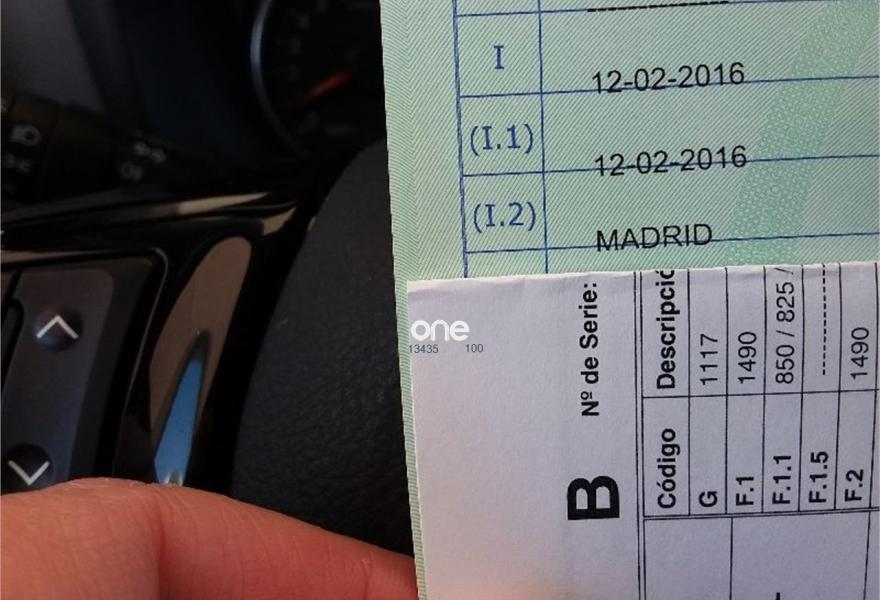 I 12-02-2016
(I.1) 12-02-2016
(I.2) MADRID
one
13435 100
B Nº de Serie:
Código Descripció
G 1117
F.1 1490
F.1.1 850 / 825 /
F.1.5 ---------
F.2 1490